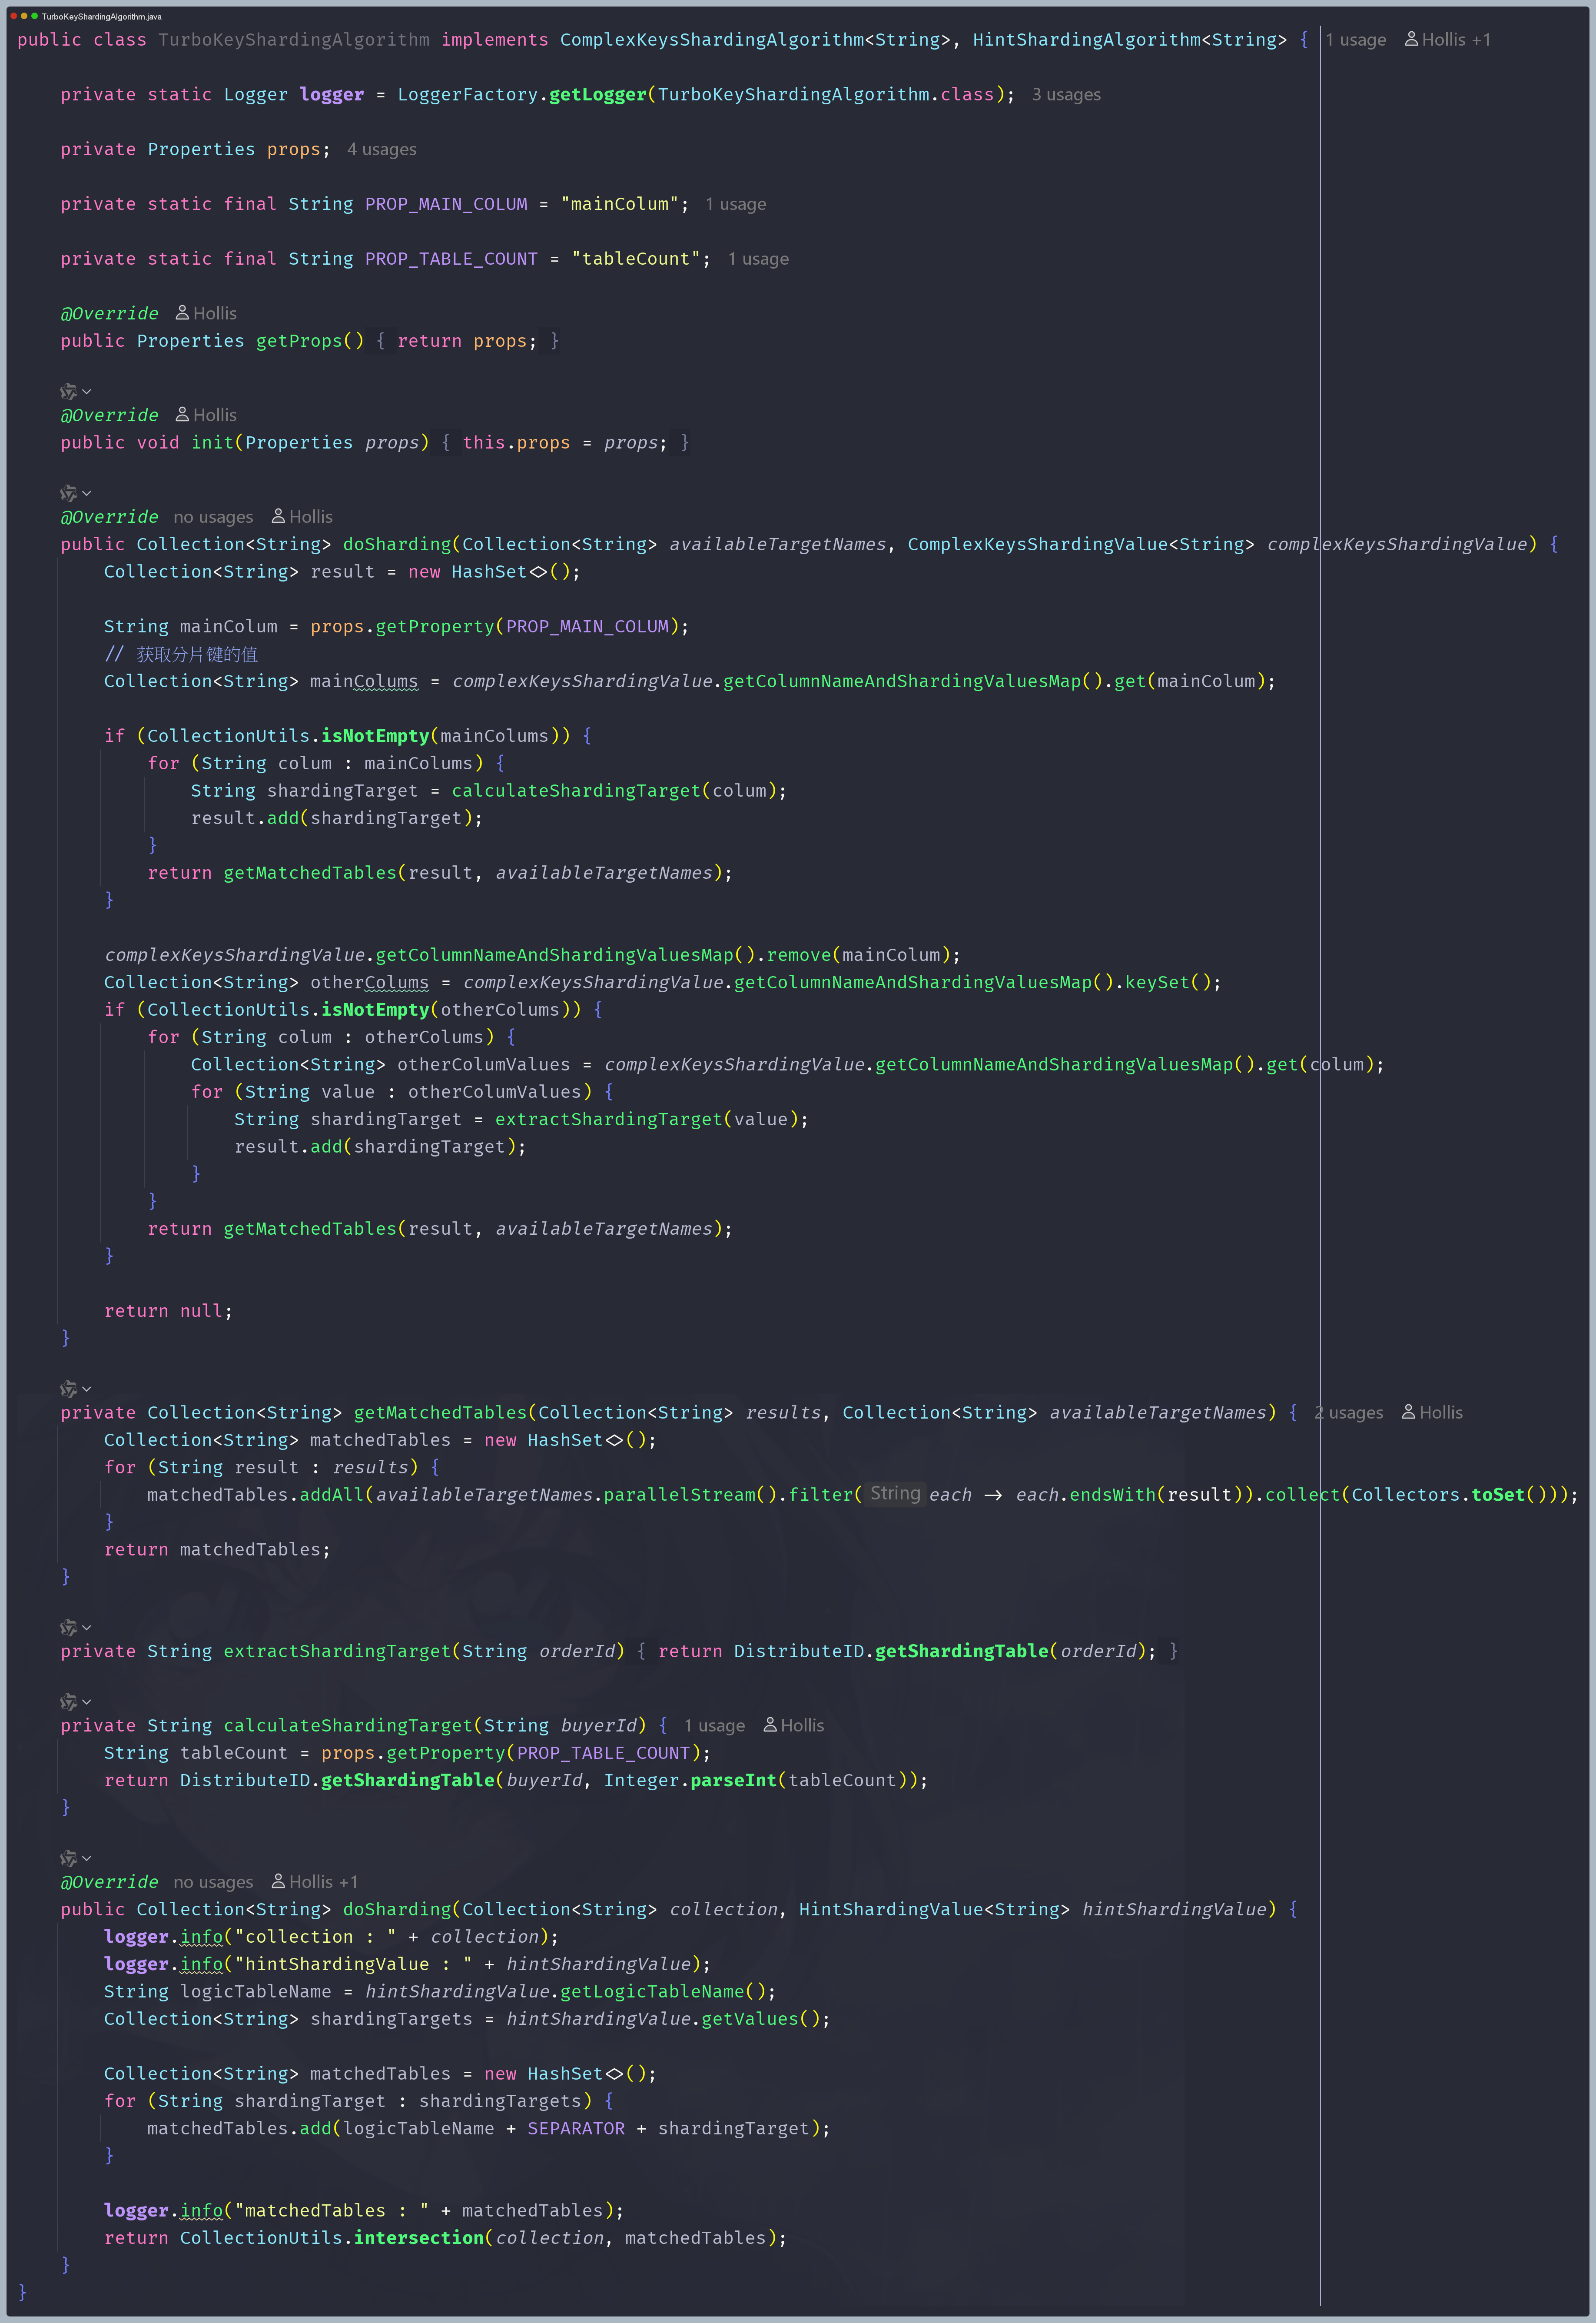 TurboKeyShardingAlgorithm.java
public class TurboKeyShardingAlgorithm implements ComplexKeysShardingAlgorithm<String>, HintShardingAlgorithm<String> { 1 usage Hollis +1
private static Logger logger = LoggerFactory.getLogger(TurboKeyShardingAlgorithm.class); 3 usages
private Properties props; 4 usages
private static final String PROP_MAIN_COLUM = "mainColum"; 1 usage
private static final String PROP_TABLE_COUNT = "tableCount"; 1 usage
@Override Hollis
public Properties getProps() { return props; }
@Override Hollis
public void init(Properties props) { this.props = props; }
@Override no usages Hollis
public Collection<String> doSharding(Collection<String> availableTargetNames, ComplexKeysShardingValue<String> complexKeysShardingValue) {
Collection<String> result = new HashSet<>();
String mainColum = props.getProperty(PROP_MAIN_COLUM);
// 获取分片键的值
Collection<String> mainColums = complexKeysShardingValue.getColumnNameAndShardingValuesMap().get(mainColum);
if (CollectionUtils.isNotEmpty(mainColums)) {
for (String colum : mainColums) {
String shardingTarget = calculateShardingTarget(colum);
result.add(shardingTarget);
}
return getMatchedTables(result, availableTargetNames);
}
complexKeysShardingValue.getColumnNameAndShardingValuesMap().remove(mainColum);
Collection<String> otherColums = complexKeysShardingValue.getColumnNameAndShardingValuesMap().keySet();
if (CollectionUtils.isNotEmpty(otherColums)) {
for (String colum : otherColums) {
Collection<String> otherColumValues = complexKeysShardingValue.getColumnNameAndShardingValuesMap().get(colum);
for (String value : otherColumValues) {
String shardingTarget = extractShardingTarget(value);
result.add(shardingTarget);
}
}
return getMatchedTables(result, availableTargetNames);
}
return null;
}
private Collection<String> getMatchedTables(Collection<String> results, Collection<String> availableTargetNames) { 2 usages Hollis
Collection<String> matchedTables = new HashSet<>();
for (String result : results) {
matchedTables.addAll(availableTargetNames.parallelStream().filter( String each -> each.endsWith(result)).collect(Collectors.toSet()));
}
return matchedTables;
}
private String extractShardingTarget(String orderId) { return DistributeID.getShardingTable(orderId); }
private String calculateShardingTarget(String buyerId) { 1 usage Hollis
String tableCount = props.getProperty(PROP_TABLE_COUNT);
return DistributeID.getShardingTable(buyerId, Integer.parseInt(tableCount));
}
@Override no usages Hollis +1
public Collection<String> doSharding(Collection<String> collection, HintShardingValue<String> hintShardingValue) {
logger.info("collection : " + collection);
logger.info("hintShardingValue : " + hintShardingValue);
String logicTableName = hintShardingValue.getLogicTableName();
Collection<String> shardingTargets = hintShardingValue.getValues();
Collection<String> matchedTables = new HashSet<>();
for (String shardingTarget : shardingTargets) {
matchedTables.add(logicTableName + SEPARATOR + shardingTarget);
}
logger.info("matchedTables : " + matchedTables);
return CollectionUtils.intersection(collection, matchedTables);
}
}